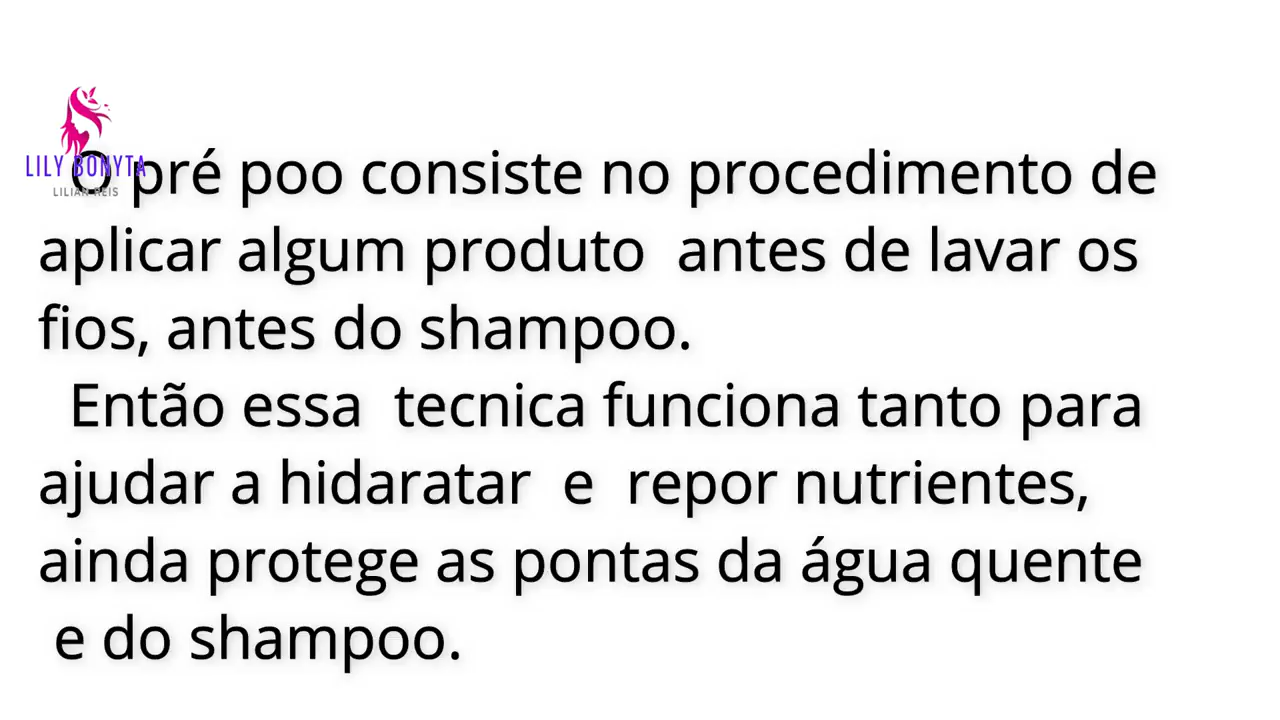 LILY BONYTA
LILIAN REIS
O pré poo consiste no procedimento de
aplicar algum produto antes de lavar os
fios, antes do shampoo.
Então essa tecnica funciona tanto para
ajudar a hidaratar e repor nutrientes,
ainda protege as pontas da água quente
e do shampoo.